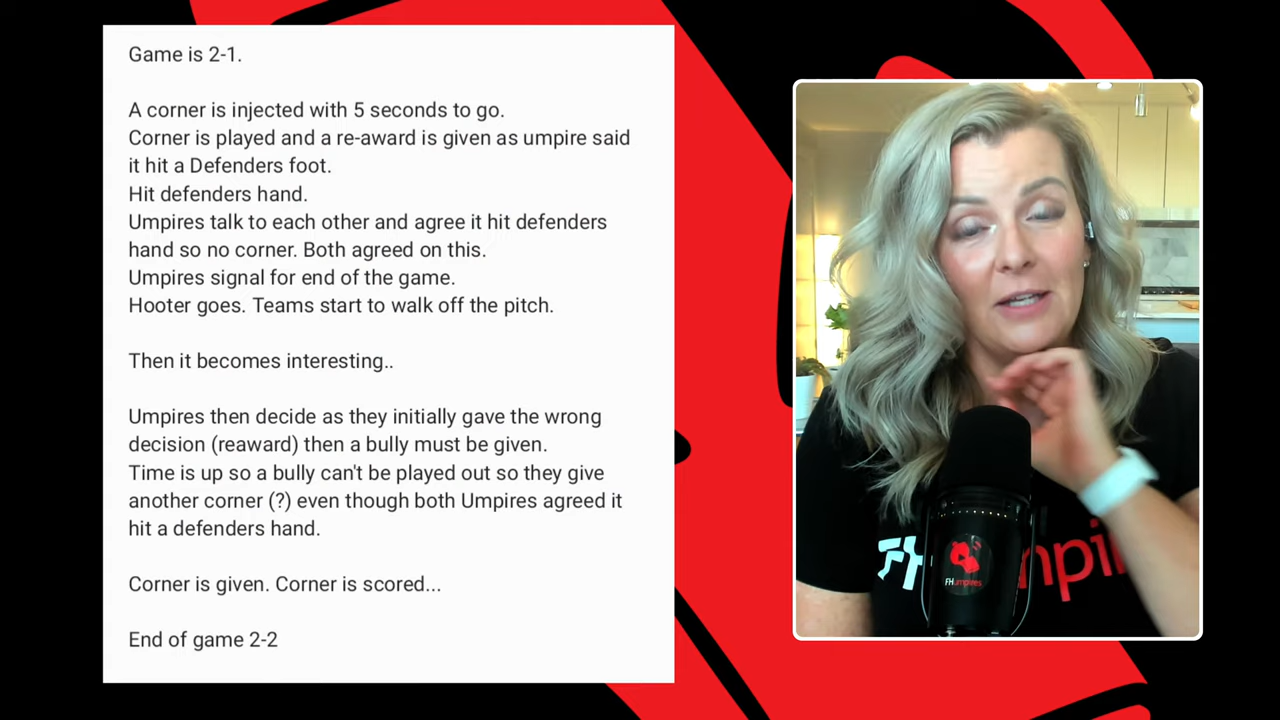 Game is 2-1.
A corner is injected with 5 seconds to go.
Corner is played and a re-award is given as umpire said
it hit a Defenders foot.
Hit defenders hand.
Umpires talk to each other and agree it hit defenders
hand so no corner. Both agreed on this.
Umpires signal for end of the game.
Hooter goes. Teams start to walk off the pitch.
Then it becomes interesting..
Umpires then decide as they initially gave the wrong
decision (reaward) then a bully must be given.
Time is up so a bully can't be played out so they give
another corner (?) even though both Umpires agreed it
hit a defenders hand.
Corner is given. Corner is scored...
End of game 2-2
FHumpires